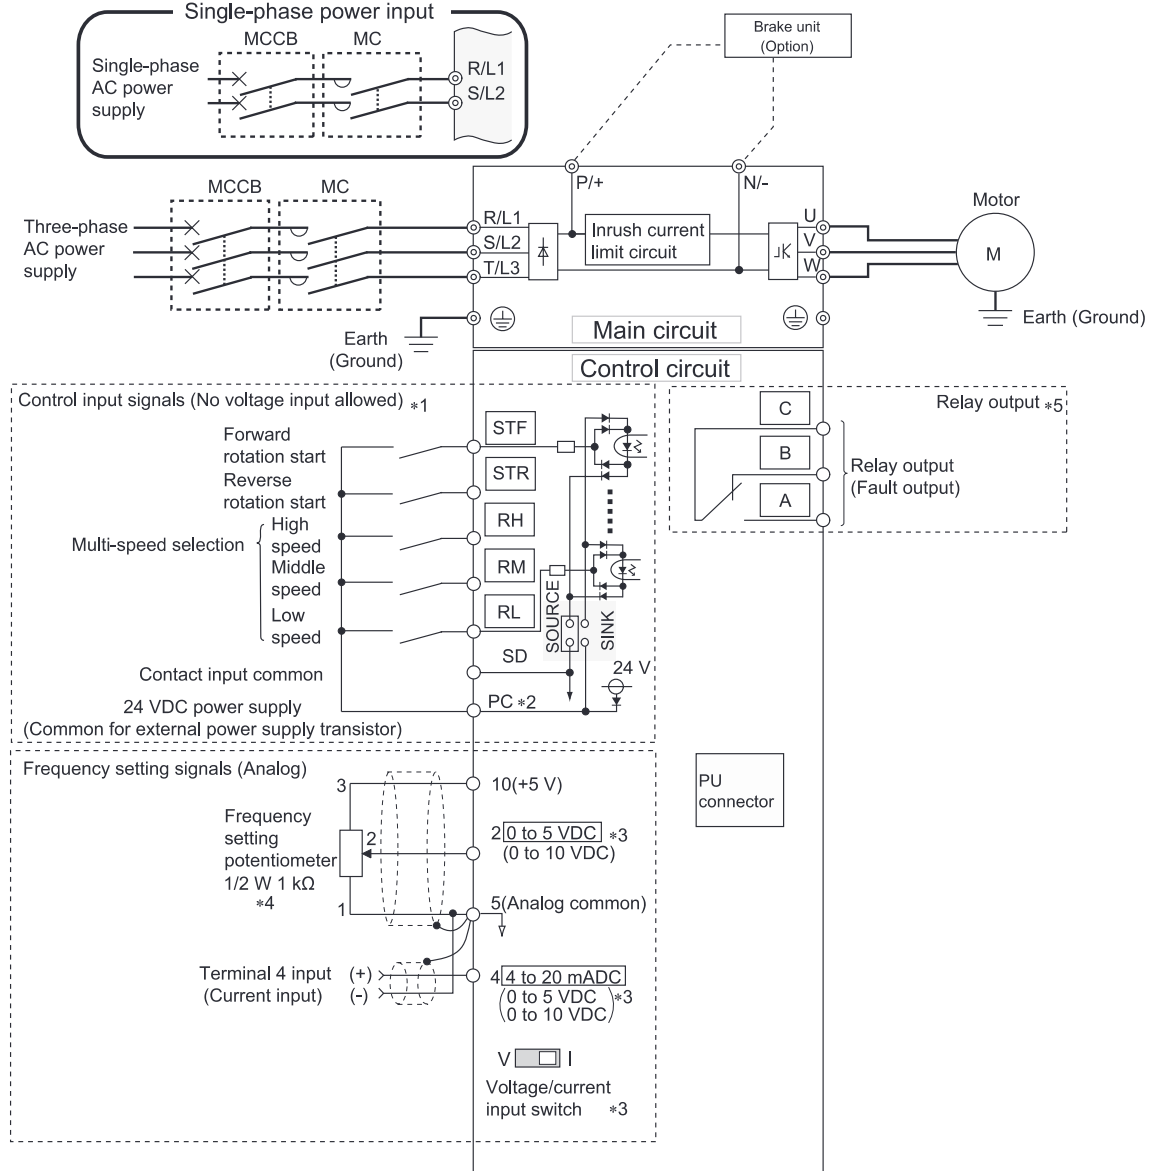 Single-phase power input
MCCB MC
Single-phase
AC power
supply
R/L1
S/L2
Brake unit
(Option)
P/+ N/-
MCCB MC
Three-phase
AC power
supply
R/L1
S/L2
T/L3
Inrush current
limit circuit
U
V
W
Motor
M
Earth
(Ground)
Earth (Ground)
Main circuit
Control circuit
Control input signals (No voltage input allowed) *1
Forward
rotation start
STF
Reverse
rotation start
STR
Multi-speed selection
High
speed
RH
Middle
speed
RM
Low
speed
RL
SOURCE
SINK
Contact input common
SD
24 V
24 VDC power supply
(Common for external power supply transistor)
PC *2
Relay output *5
C
B
A
Relay output
(Fault output)
Frequency setting signals (Analog)
3
10(+5 V)
Frequency
setting
potentiometer
1/2 W 1 kΩ
*4
2
2 0 to 5 VDC *3
(0 to 10 VDC)
1
5(Analog common)
Terminal 4 input (+)
(Current input) (-)
4 4 to 20 mADC
(0 to 5 VDC
0 to 10 VDC) *3
V I
Voltage/current
input switch *3
PU
connector